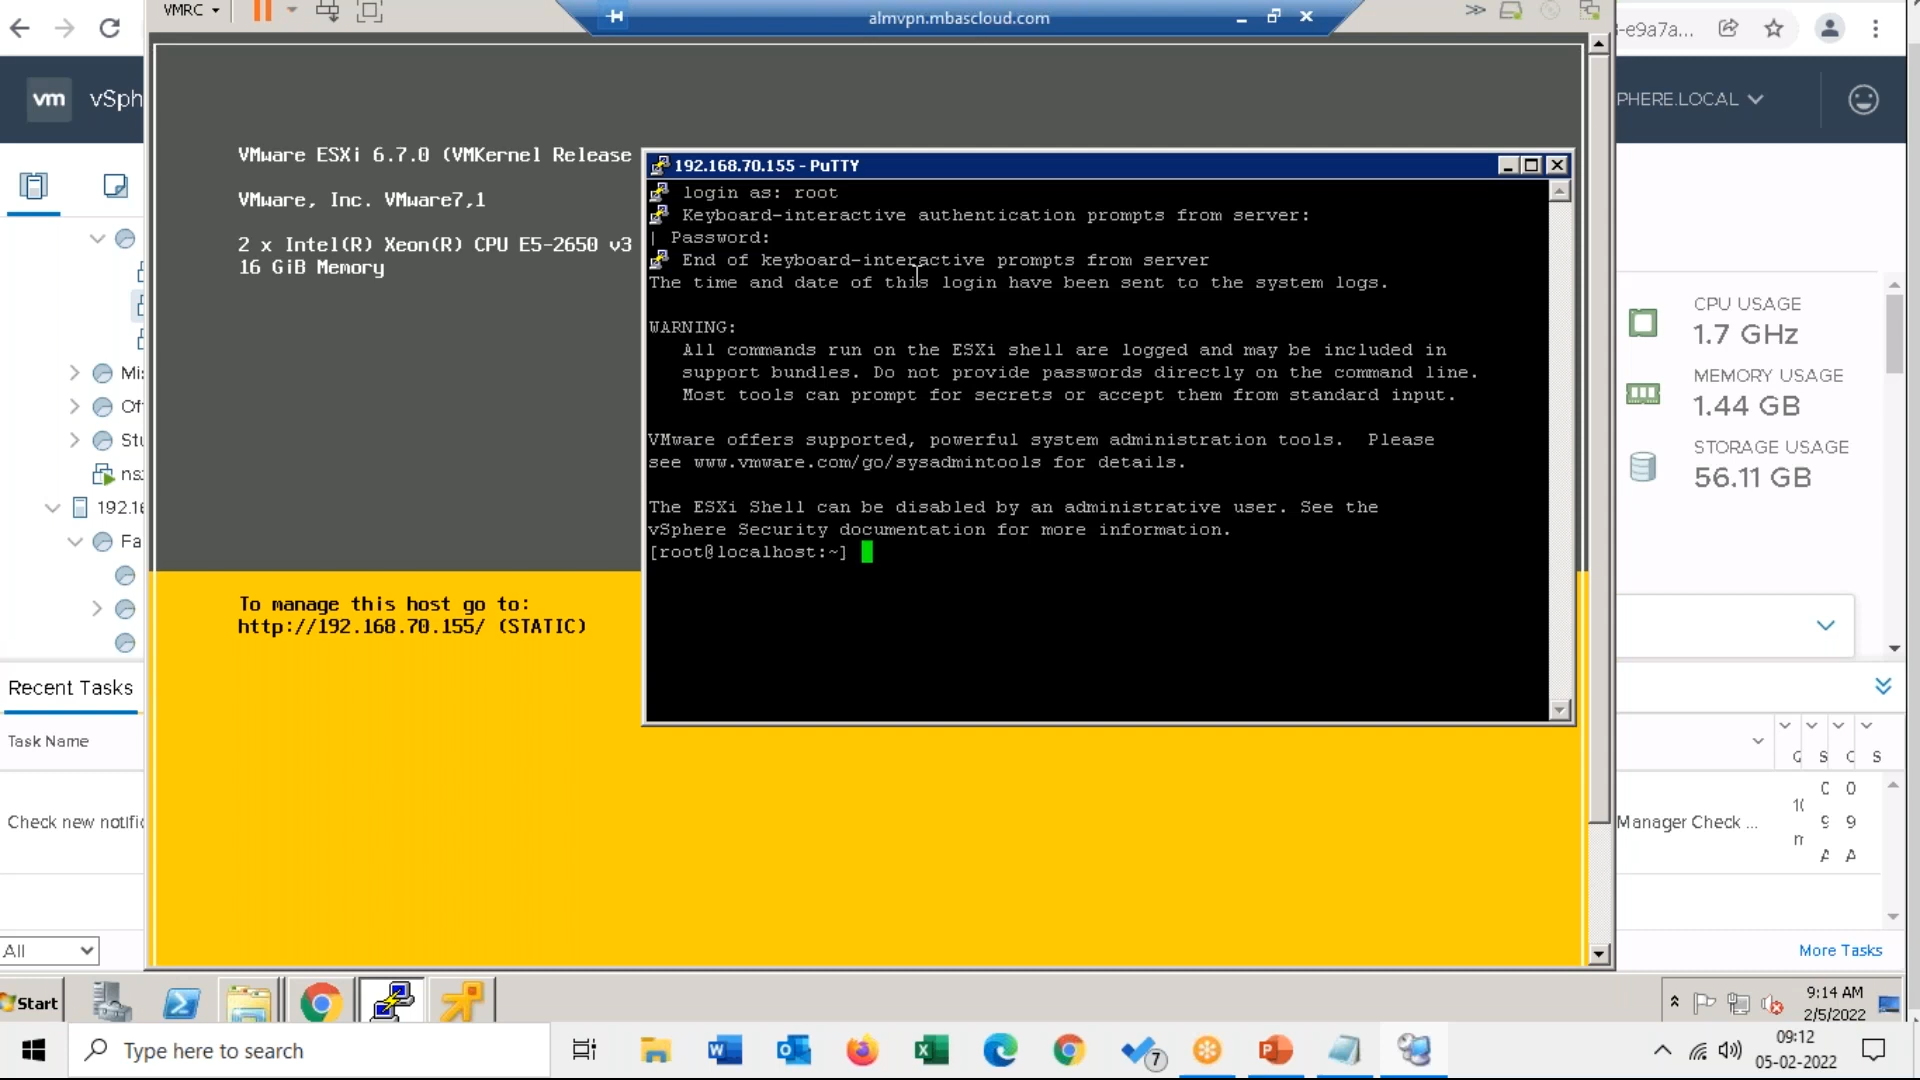 VMRC
almvpn.mbascloud.com
-e9a7a...
vm vSph
PHERE.LOCAL
VMware ESXi 6.7.0 (VMKernel Release
VMware, Inc. VMware7,1
2 x Intel(R) Xeon(R) CPU E5-2650 v3
16 GiB Memory
192.168.70.155 - PuTTY
login as: root
Keyboard-interactive authentication prompts from server:
| Password:
End of keyboard-interactive prompts from server
The time and date of this login have been sent to the system logs.
WARNING:
All commands run on the ESXi shell are logged and may be included in
support bundles. Do not provide passwords directly on the command line.
Most tools can prompt for secrets or accept them from standard input.
VMware offers supported, powerful system administration tools.  Please
see www.vmware.com/go/sysadmintools for details.
The ESXi Shell can be disabled by an administrative user. See the
vSphere Security documentation for more information.
[root@localhost:~]
CPU USAGE
1.7 GHz
MEMORY USAGE
1.44 GB
STORAGE USAGE
56.11 GB
Mi
Of
Stu
ns
192.16
Fa
To manage this host go to:
http://192.168.70.155/ (STATIC)
Recent Tasks
Task Name
Check new notific
Manager Check ...
All
More Tasks
Start
9:14 AM
2/5/2022
Type here to search
7
09:12
05-02-2022